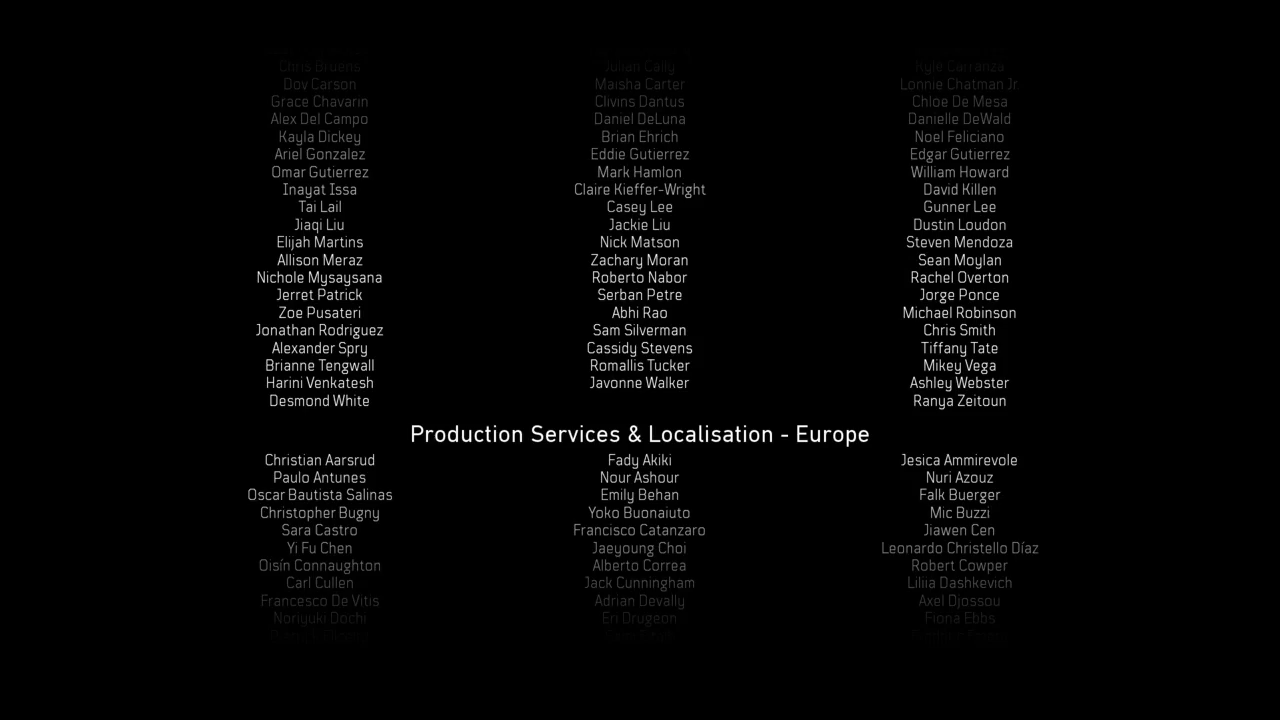 Chris Bruens Julian Cally Kyle Carranza
Dov Carson Maisha Carter Lonnie Chatman Jr.
Grace Chavarin Clivins Dantus Chloe De Mesa
Alex Del Campo Daniel DeLuna Danielle DeWald
Kayla Dickey Brian Ehrich Noel Feliciano
Ariel Gonzalez Eddie Gutierrez Edgar Gutierrez
Omar Gutierrez Mark Hamlon William Howard
Inayat Issa Claire Kieffer-Wright David Killen
Tai Lail Casey Lee Gunner Lee
Jiaqi Liu Jackie Liu Dustin Loudon
Elijah Martins Nick Matson Steven Mendoza
Allison Meraz Zachary Moran Sean Moylan
Nichole Mysaysana Roberto Nabor Rachel Overton
Jerret Patrick Serban Petre Jorge Ponce
Zoe Pusateri Abhi Rao Michael Robinson
Jonathan Rodriguez Sam Silverman Chris Smith
Alexander Spry Cassidy Stevens Tiffany Tate
Brianne Tengwall Romallis Tucker Mikey Vega
Harini Venkatesh Javonne Walker Ashley Webster
Desmond White Ranya Zeitoun
Production Services & Localisation - Europe
Christian Aarsrud Fady Akiki Jesica Ammirevole
Paulo Antunes Nour Ashour Nuri Azouz
Oscar Bautista Salinas Emily Behan Falk Buerger
Christopher Bugny Yoko Buonaiuto Mic Buzzi
Sara Castro Francisco Catanzaro Jiawen Cen
Yi Fu Chen Jaeyoung Choi Leonardo Christello Díaz
Oisín Connaughton Alberto Correa Robert Cowper
Carl Cullen Jack Cunningham Liliia Dashkevich
Francesco De Vitis Adrian Devally Axel Djossou
Noriyuki Dochi Eri Drugeon Fiona Ebbs